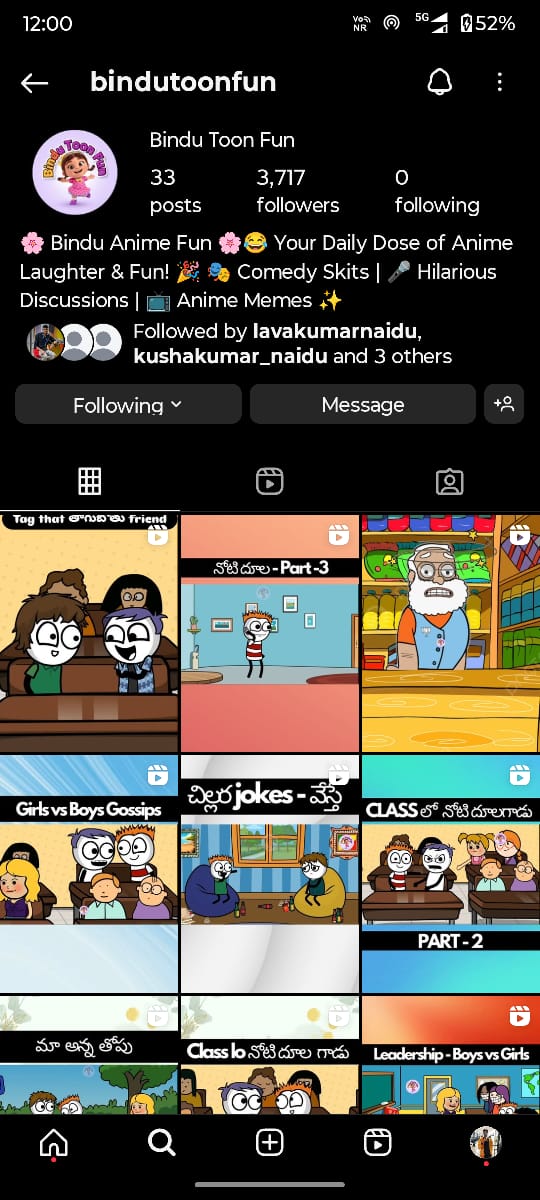 12:00
Vo NR
5G
52%
bindutoonfun
Bindu Toon Fun
Bindu Toon Fun
33 3,717 0
posts followers following
🌸 Bindu Anime Fun 🌸😂 Your Daily Dose of Anime
Laughter & Fun! 🎉 🎭 Comedy Skits | 🎤 Hilarious
Discussions | 📺 Anime Memes ✨
Followed by lavakumarnaidu,
kushakumar_naidu and 3 others
Following
Message
Tag that తాగుబోతు friend
నోటి దూల - Part -3
Girls vs Boys Gossips
చిల్లర jokes - వేస్తే
CLASS లో నోటి దూలగాడు
PART - 2
మా అన్న తోపు
Class lo నోటి దూల గాడు
Leadership - Boys vs Girls